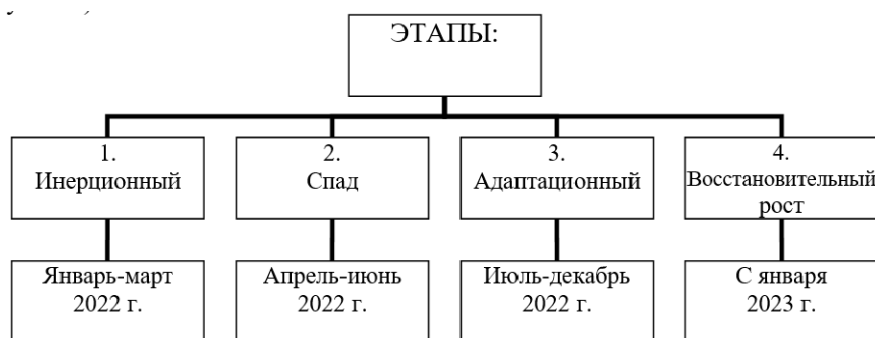 ЭТАПЫ:
1.
Инерционный
2.
Спад
3.
Адаптационный
4.
Восстановительный
рост
Январь-март
2022 г.
Апрель-июнь
2022 г.
Июль-декабрь
2022 г.
С января
2023 г.